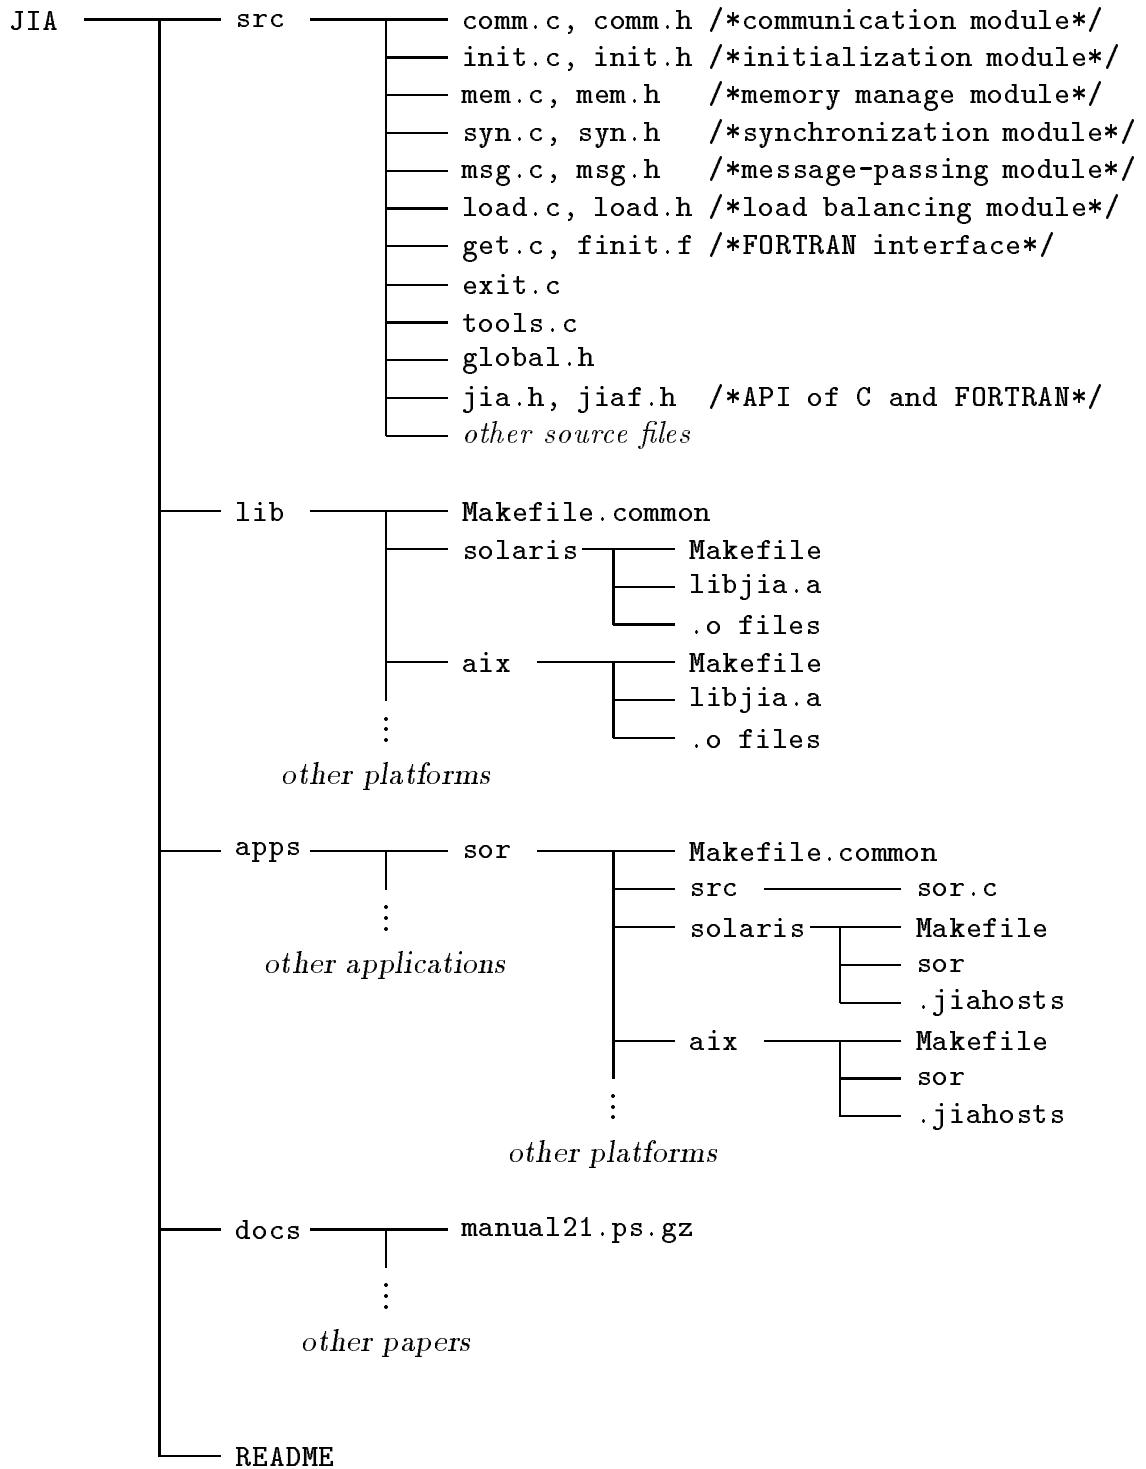 JIA src comm.c, comm.h /*communication module*/
init.c, init.h /*initialization module*/
mem.c, mem.h /*memory manage module*/
syn.c, syn.h /*synchronization module*/
msg.c, msg.h /*message-passing module*/
load.c, load.h /*load balancing module*/
get.c, finit.f /*FORTRAN interface*/
exit.c
tools.c
global.h
jia.h, jiaf.h /*API of C and FORTRAN*/
other source files
lib Makefile.common
solaris Makefile
libjia.a
.o files
aix Makefile
libjia.a
.o files
other platforms
apps sor Makefile.common
src sor.c
solaris Makefile
sor
other applications
.jiahosts
aix Makefile
sor
.jiahosts
other platforms
docs manual21.ps.gz
other papers
README